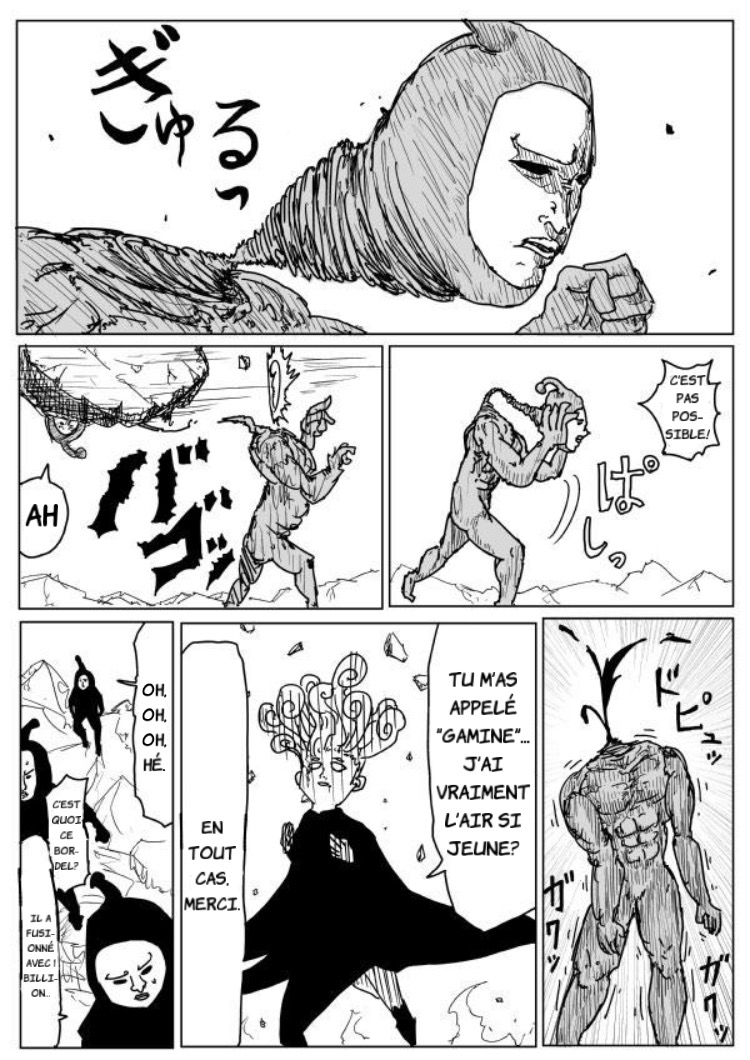 ぎゅるっ
C'EST
PAS
POS-
SIBLE!
ぱしっ
バゴッ
AH
ドピュッ
ガクッ
ガクッ
TU M'AS
APPELÉ
"GAMINE"...
J'AI
VRAIMENT
L'AIR SI
JEUNE?
EN
TOUT
CAS,
MERCI.
OH,
OH,
OH,
HÉ.
C'EST
QUOI
CE
BOR-
DEL?
IL A
FUSI-
ONNÉ
AVEC 1
BILLI-
ON..